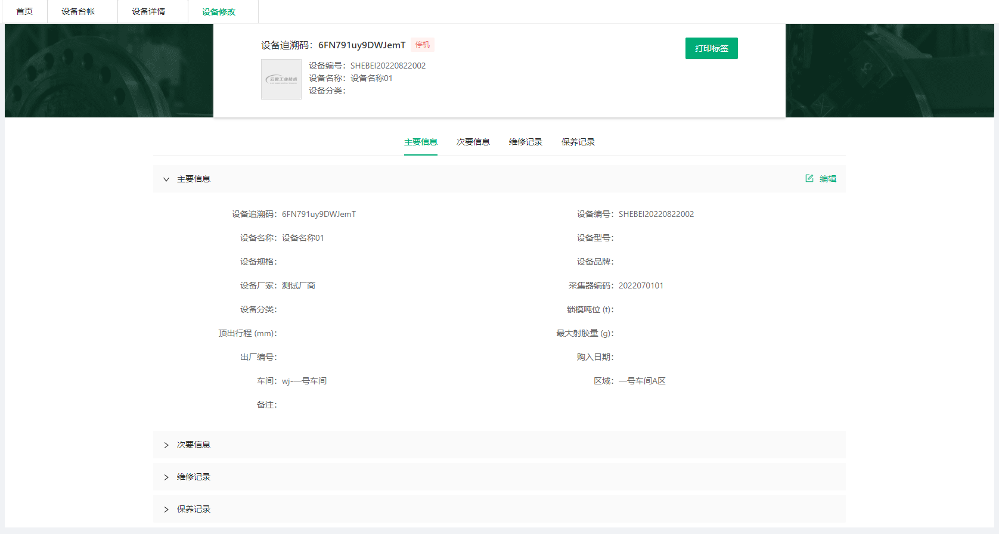 首页 设备台帐 设备详情 设备修改
设备追溯码：6FN791uy9DWJemT 停机
打印标签
云数工业技术
设备编号：SHEBEI20220822002
设备名称：设备名称01
设备分类：
主要信息 次要信息 维修记录 保养记录
主要信息 编辑
设备追溯码：6FN791uy9DWJemT 设备编号：SHEBEI20220822002
设备名称：设备名称01 设备型号：
设备规格： 设备品牌：
设备厂家：测试厂商 采集器编码：2022070101
设备分类： 锁模吨位 (t)：
顶出行程 (mm)： 最大射胶量 (g)：
出厂编号： 购入日期：
车间：wj-一号车间 区域：一号车间A区
备注：
次要信息
维修记录
保养记录